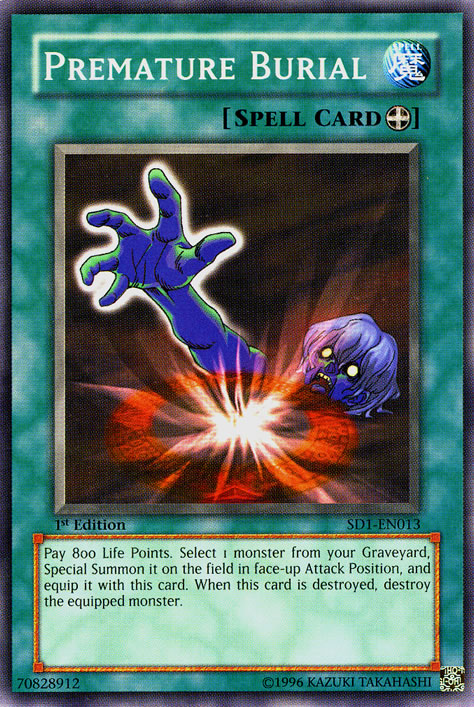 PREMATURE BURIAL
SPELL
魔
[SPELL CARD]
1st Edition
SD1-EN013
Pay 800 Life Points. Select 1 monster from your Graveyard,
Special Summon it on the field in face-up Attack Position, and
equip it with this card. When this card is destroyed, destroy
the equipped monster.
70828912
©1996 KAZUKI TAKAHASHI